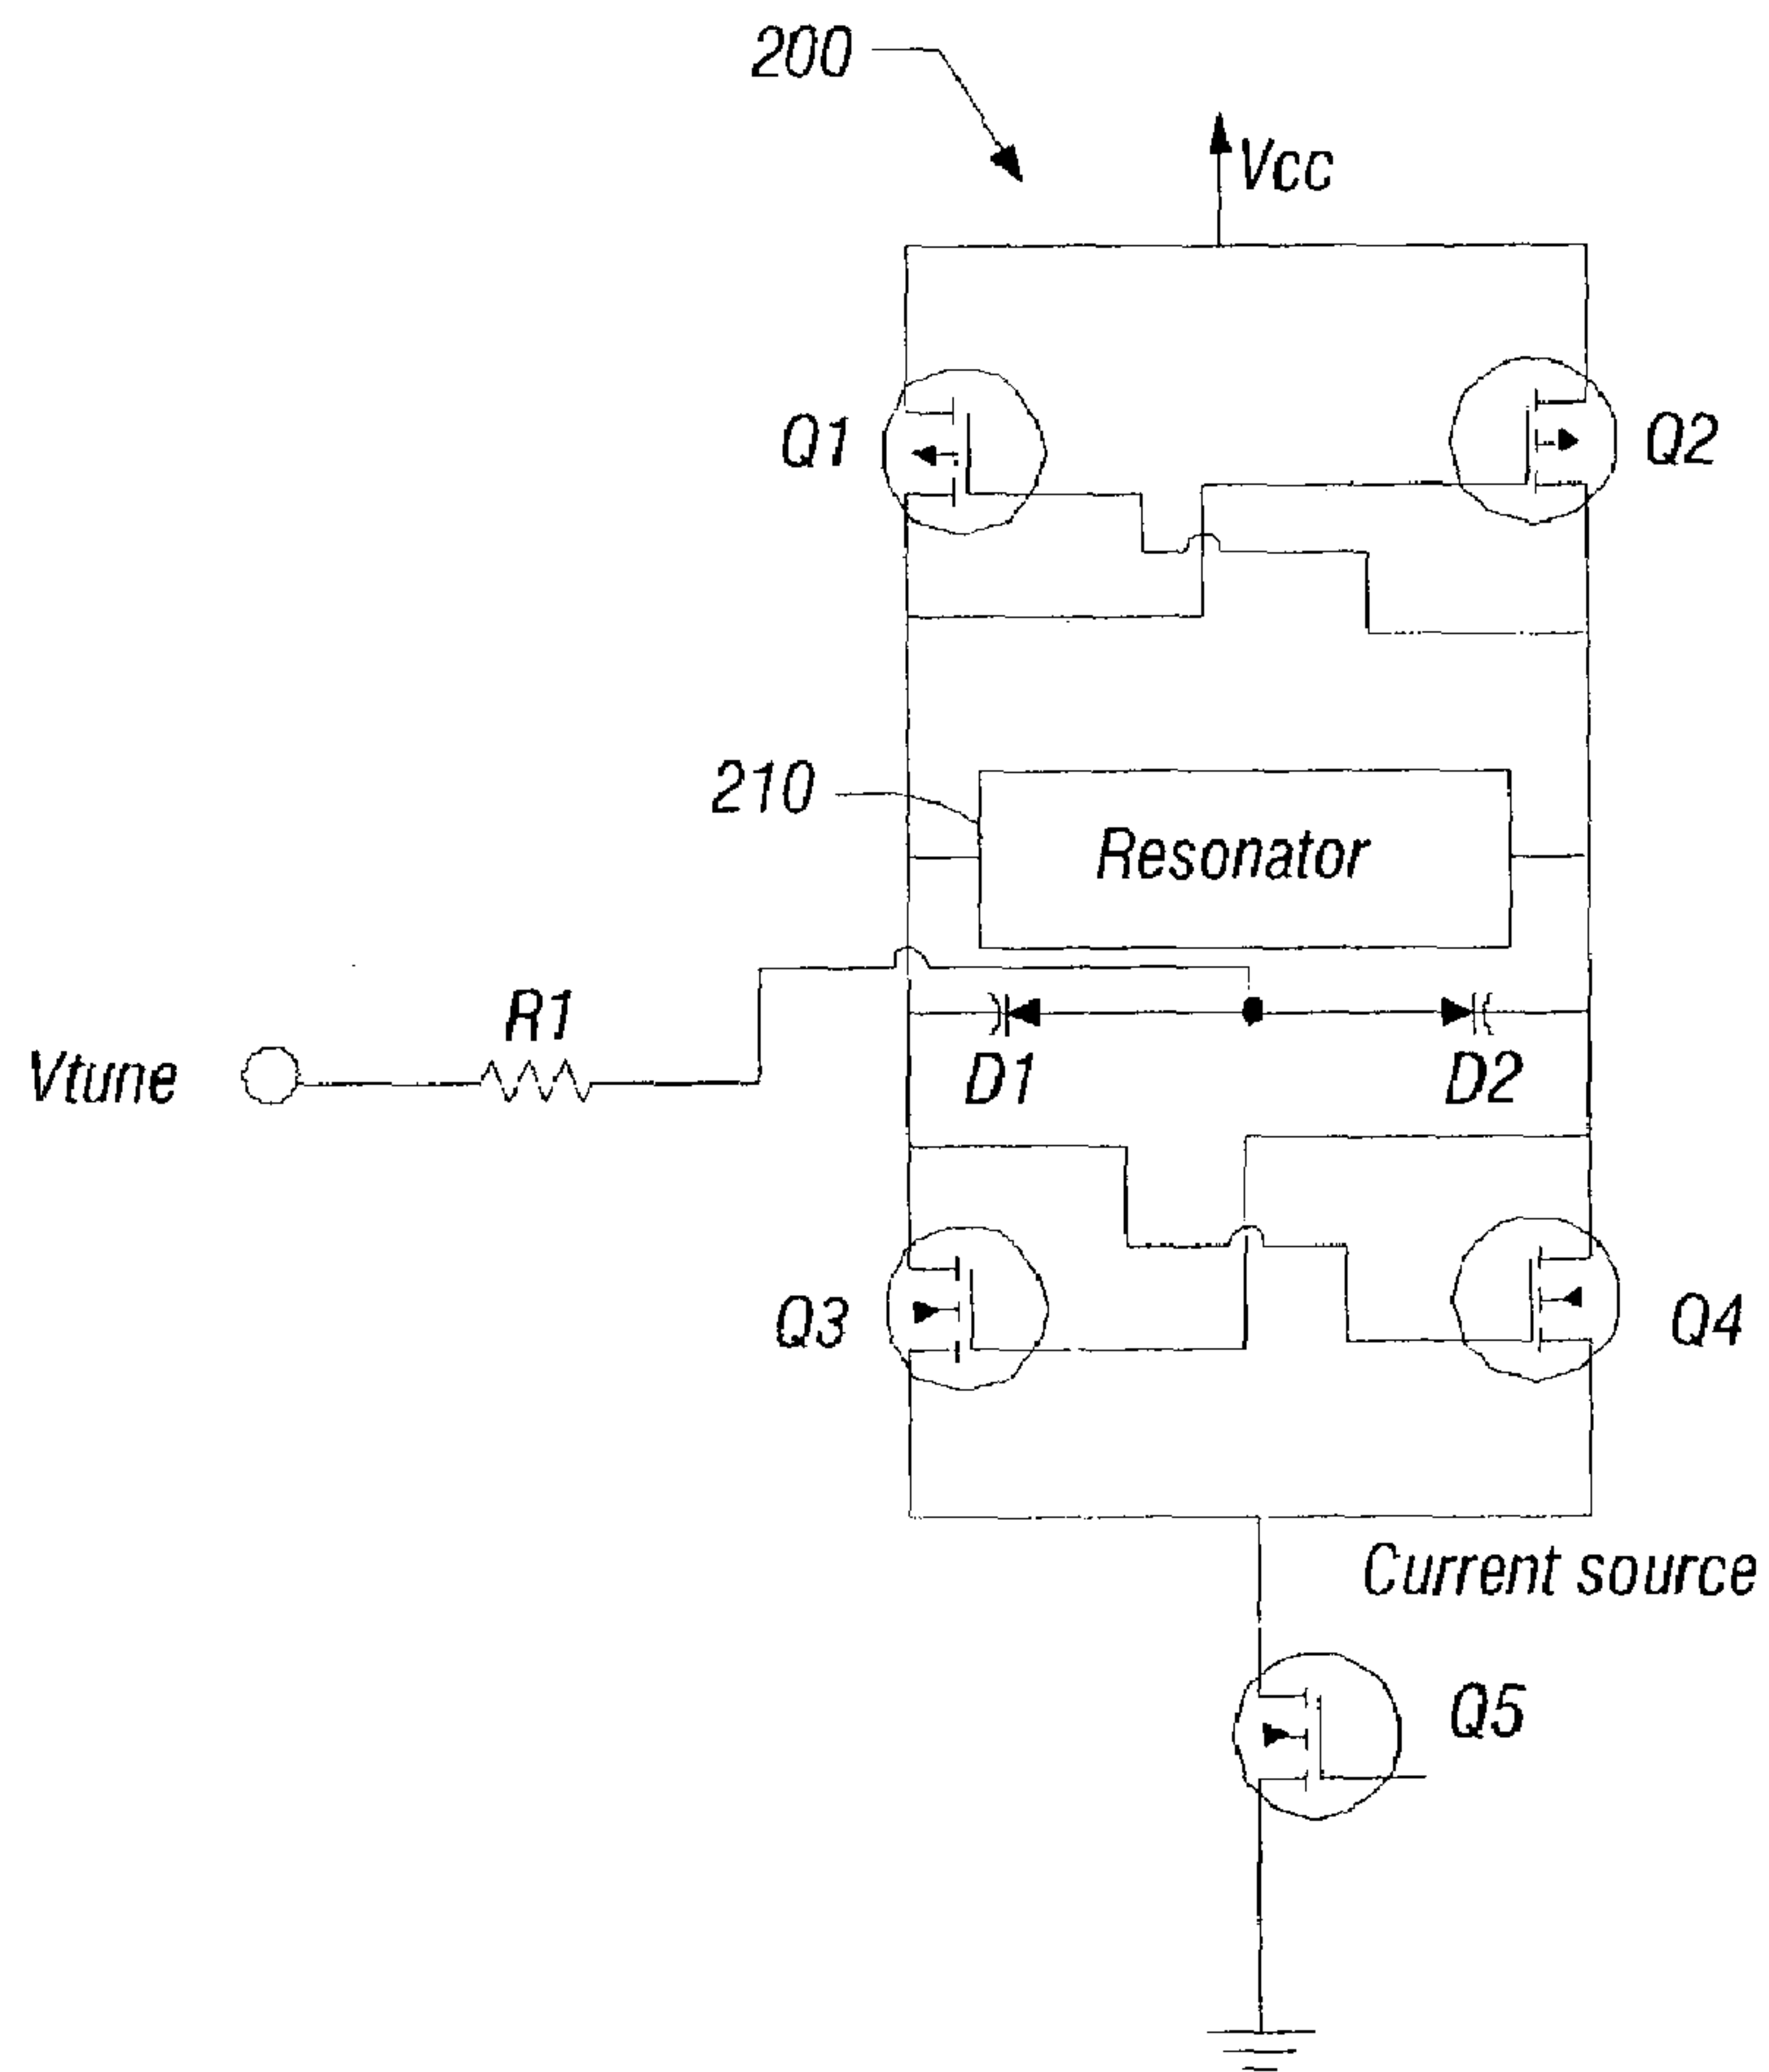 200
Vcc
Q1
Q2
210
Resonator
R1
Vtune
D1
D2
Q3
Q4
Current source
Q5